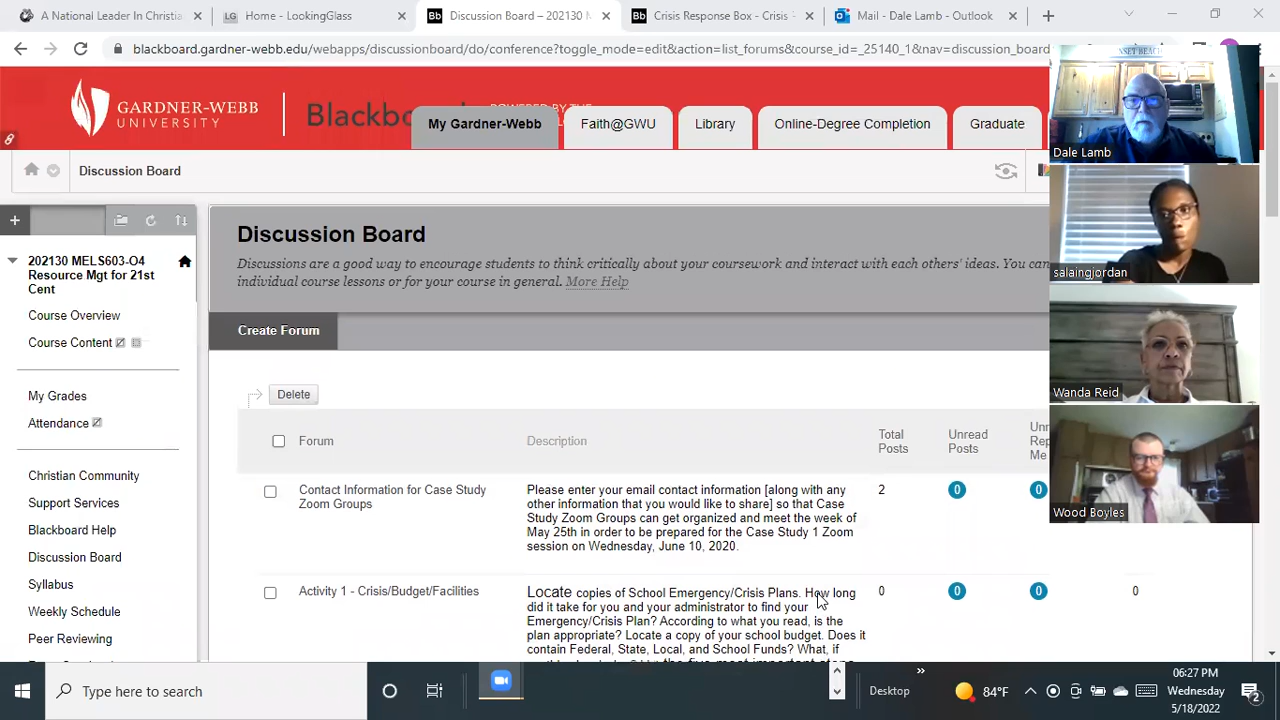 A National Leader In Christian
Home - LookingGlass
Discussion Board – 202130 M
Crisis Response Box - Crisis
Mail - Dale Lamb - Outlook
blackboard.gardner-webb.edu/webapps/discussionboard/do/conference?toggle_mode=edit&action=list_forums&course_id=_25140_1&nav=discussion_board
NSET BEACH
GARDNER-WEBB
UNIVERSITY
Blackboard
POWERED BY THE
My Gardner-Webb
Faith@GWU
Library
Online-Degree Completion
Graduate
Dale Lamb
Discussion Board
202130 MELS603-O4
Resource Mgt for 21st
Cent
Course Overview
Course Content
My Grades
Attendance
Christian Community
Support Services
Blackboard Help
Discussion Board
Syllabus
Weekly Schedule
Peer Reviewing
Discussion Board
Discussions are a good way to encourage students to think critically about your coursework and interact with each others' ideas. You can
individual course lessons or for your course in general. More Help
salaingjordan
Create Forum
Delete
Wanda Reid
Forum
Description
Total
Posts
Unread
Posts
Unr
Rep
Me
Contact Information for Case Study
Zoom Groups
Please enter your email contact information [along with any
other information that you would like to share] so that Case
Study Zoom Groups can get organized and meet the week of
May 25th in order to be prepared for the Case Study 1 Zoom
session on Wednesday, June 10, 2020.
2
0
0
Wood Boyles
Activity 1 - Crisis/Budget/Facilities
Locate copies of School Emergency/Crisis Plans. How long
did it take for you and your administrator to find your
Emergency/Crisis Plan? According to what you read, is the
plan appropriate? Locate a copy of your school budget. Does it
contain Federal, State, Local, and School Funds? What, if
0
0
0
0
Type here to search
Desktop
84°F
06:27 PM
Wednesday
5/18/2022
2